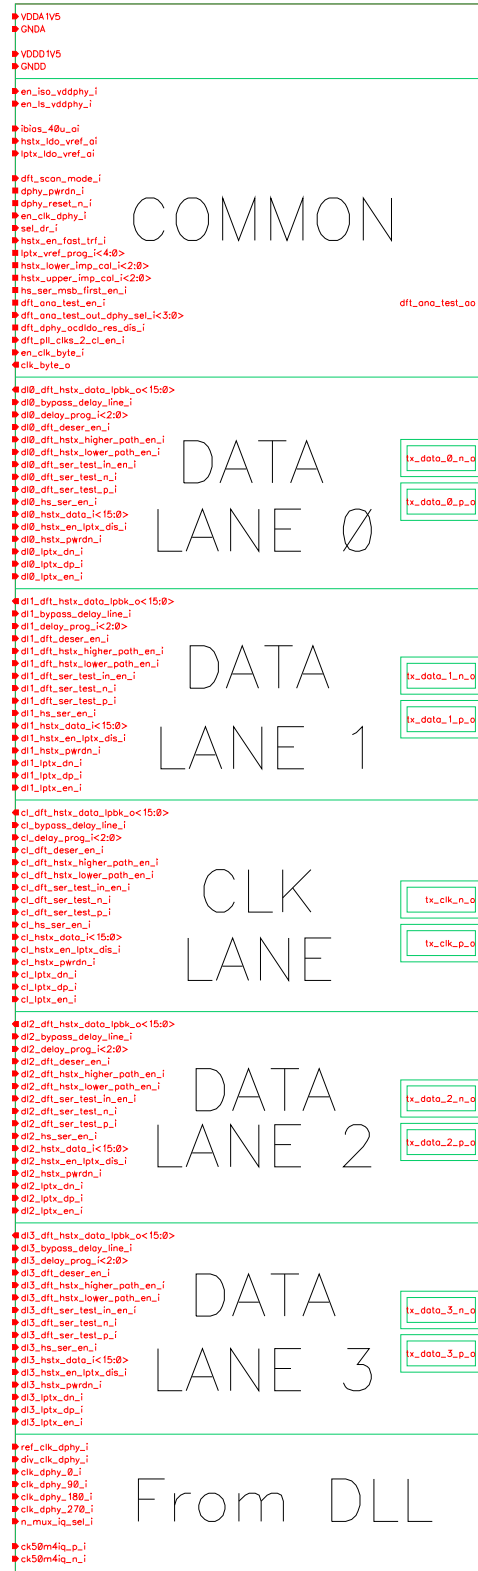 VDDA1V5
GNDA
VDDD1V5
GNDD
en_iso_vddphy_i
en_ls_vddphy_i
ibias_40u_ai
hstx_ldo_vref_ai
lptx_ldo_vref_ai
dft_scan_mode_i
dphy_pwrdn_i
dphy_reset_n_i
en_clk_dphy_i
sel_dr_i
hstx_en_fast_trf_i
lptx_vref_prog_i<4:0>
hstx_lower_imp_cal_i<2:0>
hstx_upper_imp_cal_i<2:0>
hs_ser_msb_first_en_i
dft_ana_test_en_i
dft_ana_test_out_dphy_sel_i<3:0>
dft_dphy_ocdldo_res_dis_i
dft_pll_clks_2_cl_en_i
en_clk_byte_i
clk_byte_o
COMMON
dft_ana_test_ao
dl0_dft_hstx_data_lpbk_o<15:0>
dl0_bypass_delay_line_i
dl0_delay_prog_i<2:0>
dl0_dft_deser_en_i
dl0_dft_hstx_higher_path_en_i
dl0_dft_hstx_lower_path_en_i
dl0_dft_ser_test_in_en_i
dl0_dft_ser_test_n_i
dl0_dft_ser_test_p_i
dl0_hs_ser_en_i
dl0_hstx_data_i<15:0>
dl0_hstx_en_lptx_dis_i
dl0_hstx_pwrdn_i
dl0_lptx_dn_i
dl0_lptx_dp_i
dl0_lptx_en_i
DATA
LANE 0
tx_data_0_n_o
tx_data_0_p_o
dl1_dft_hstx_data_lpbk_o<15:0>
dl1_bypass_delay_line_i
dl1_delay_prog_i<2:0>
dl1_dft_deser_en_i
dl1_dft_hstx_higher_path_en_i
dl1_dft_hstx_lower_path_en_i
dl1_dft_ser_test_in_en_i
dl1_dft_ser_test_n_i
dl1_dft_ser_test_p_i
dl1_hs_ser_en_i
dl1_hstx_data_i<15:0>
dl1_hstx_en_lptx_dis_i
dl1_hstx_pwrdn_i
dl1_lptx_dn_i
dl1_lptx_dp_i
dl1_lptx_en_i
DATA
LANE 1
tx_data_1_n_o
tx_data_1_p_o
cl_dft_hstx_data_lpbk_o<15:0>
cl_bypass_delay_line_i
cl_delay_prog_i<2:0>
cl_dft_deser_en_i
cl_dft_hstx_higher_path_en_i
cl_dft_hstx_lower_path_en_i
cl_dft_ser_test_in_en_i
cl_dft_ser_test_n_i
cl_dft_ser_test_p_i
cl_hs_ser_en_i
cl_hstx_data_i<15:0>
cl_hstx_en_lptx_dis_i
cl_hstx_pwrdn_i
cl_lptx_dn_i
cl_lptx_dp_i
cl_lptx_en_i
CLK
LANE
tx_clk_n_o
tx_clk_p_o
dl2_dft_hstx_data_lpbk_o<15:0>
dl2_bypass_delay_line_i
dl2_delay_prog_i<2:0>
dl2_dft_deser_en_i
dl2_dft_hstx_higher_path_en_i
dl2_dft_hstx_lower_path_en_i
dl2_dft_ser_test_in_en_i
dl2_dft_ser_test_n_i
dl2_dft_ser_test_p_i
dl2_hs_ser_en_i
dl2_hstx_data_i<15:0>
dl2_hstx_en_lptx_dis_i
dl2_hstx_pwrdn_i
dl2_lptx_dn_i
dl2_lptx_dp_i
dl2_lptx_en_i
DATA
LANE 2
tx_data_2_n_o
tx_data_2_p_o
dl3_dft_hstx_data_lpbk_o<15:0>
dl3_bypass_delay_line_i
dl3_delay_prog_i<2:0>
dl3_dft_deser_en_i
dl3_dft_hstx_higher_path_en_i
dl3_dft_hstx_lower_path_en_i
dl3_dft_ser_test_in_en_i
dl3_dft_ser_test_n_i
dl3_dft_ser_test_p_i
dl3_hs_ser_en_i
dl3_hstx_data_i<15:0>
dl3_hstx_en_lptx_dis_i
dl3_hstx_pwrdn_i
dl3_lptx_dn_i
dl3_lptx_dp_i
dl3_lptx_en_i
DATA
LANE 3
tx_data_3_n_o
tx_data_3_p_o
ref_clk_dphy_i
div_clk_dphy_i
clk_dphy_0_i
clk_dphy_90_i
clk_dphy_180_i
clk_dphy_270_i
n_mux_iq_sel_i
ck50m4iq_p_i
ck50m4iq_n_i
From DLL